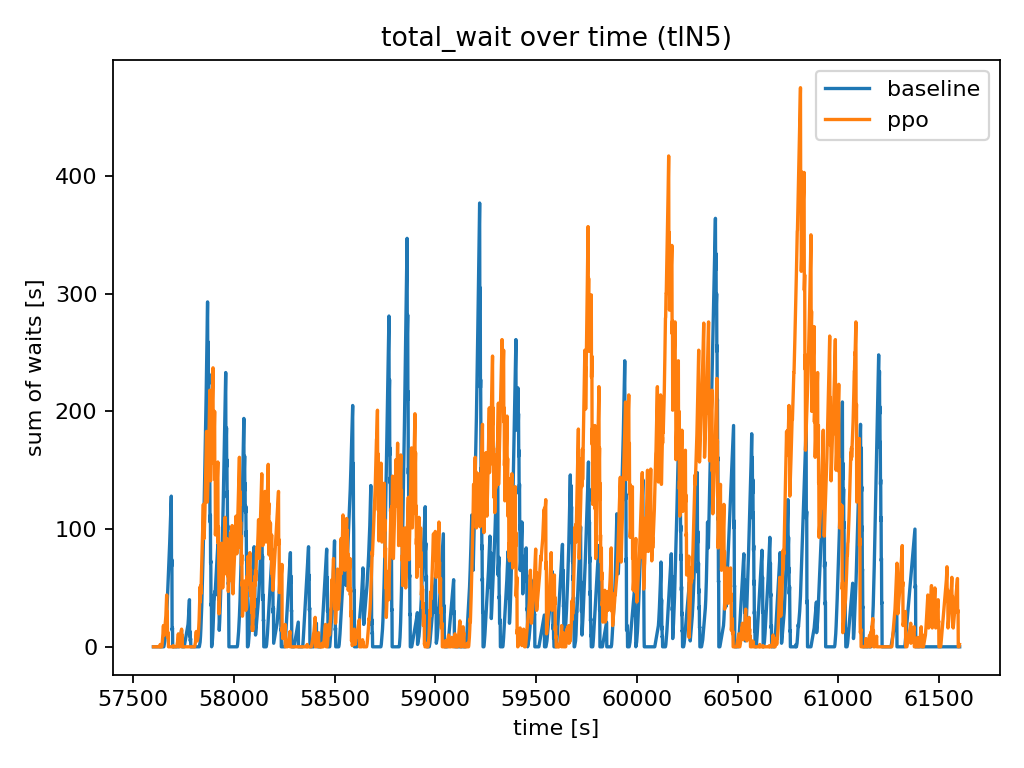 total_wait over time (tlN5)
baseline
ppo
sum of waits [s]
400
300
200
100
0
57500 58000 58500 59000 59500 60000 60500 61000 61500
time [s]